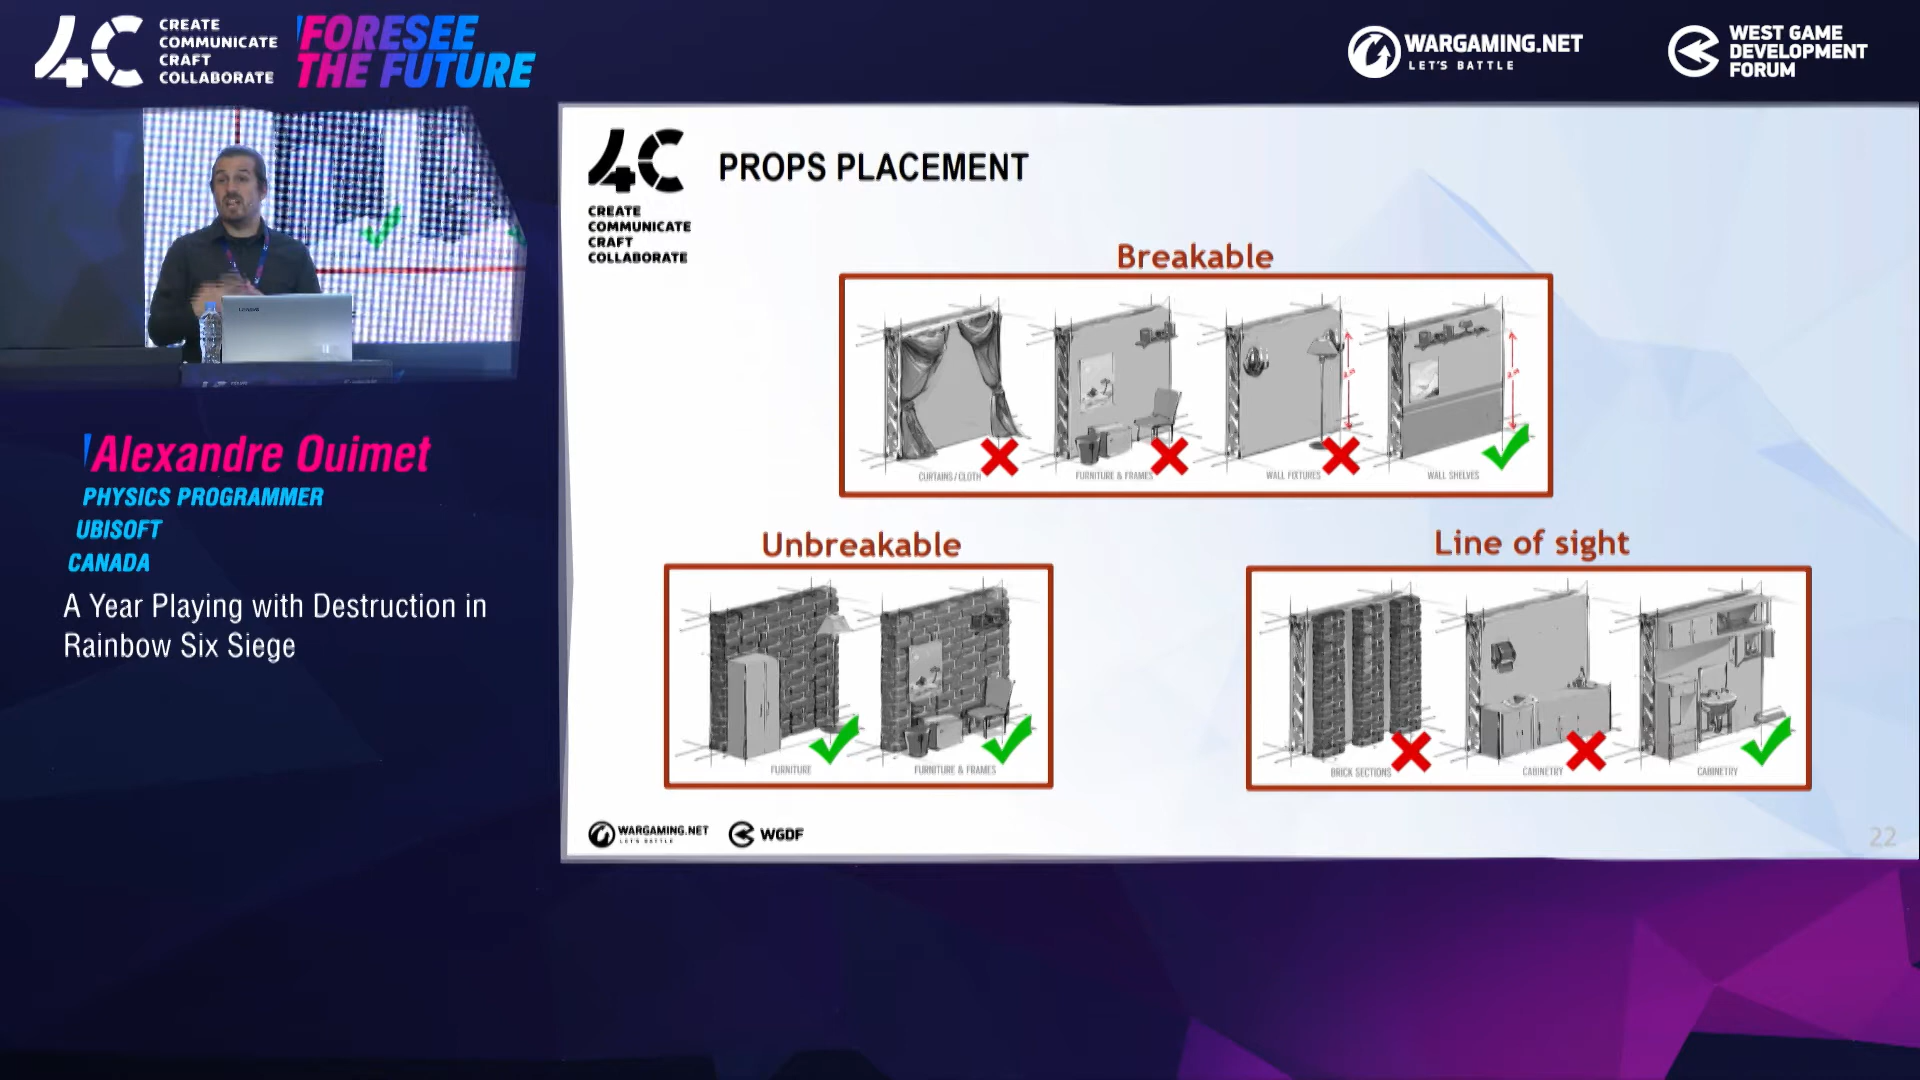 4C
CREATE
COMMUNICATE
CRAFT
COLLABORATE
FORESEE
THE FUTURE
WARGAMING.NET
LET'S BATTLE
WEST GAME
DEVELOPMENT
FORUM
Alexandre Ouimet
PHYSICS PROGRAMMER
UBISOFT
CANADA
A Year Playing with Destruction in
Rainbow Six Siege
4C
CREATE
COMMUNICATE
CRAFT
COLLABORATE
PROPS PLACEMENT
Breakable
CURTAINS / CLOTH
FURNITURE & FRAMES
WALL FIXTURES
WALL SHELVES
Unbreakable
FURNITURE
FURNITURE & FRAMES
Line of sight
BRICK SECTIONS
CABINETRY
CABINETRY
WARGAMING.NET
LET'S BATTLE
WGDF
22